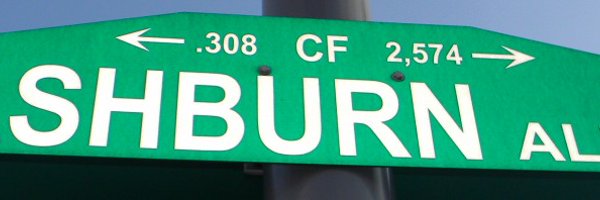 ← .308 CF 2,574 →
SHBURN AL